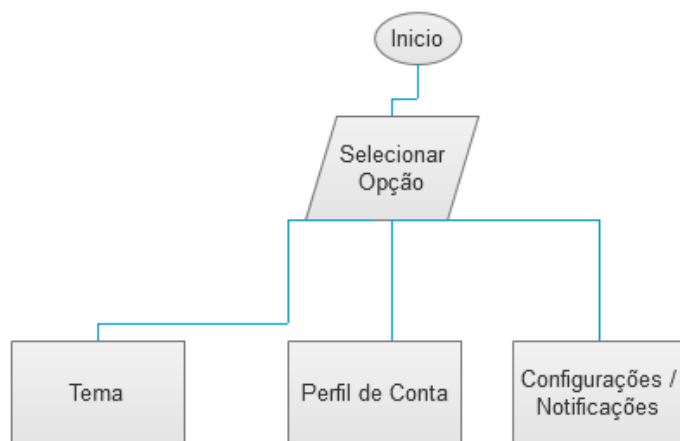 Inicio
Selecionar
Opção
Tema
Perfil de Conta
Configurações /
Notificações